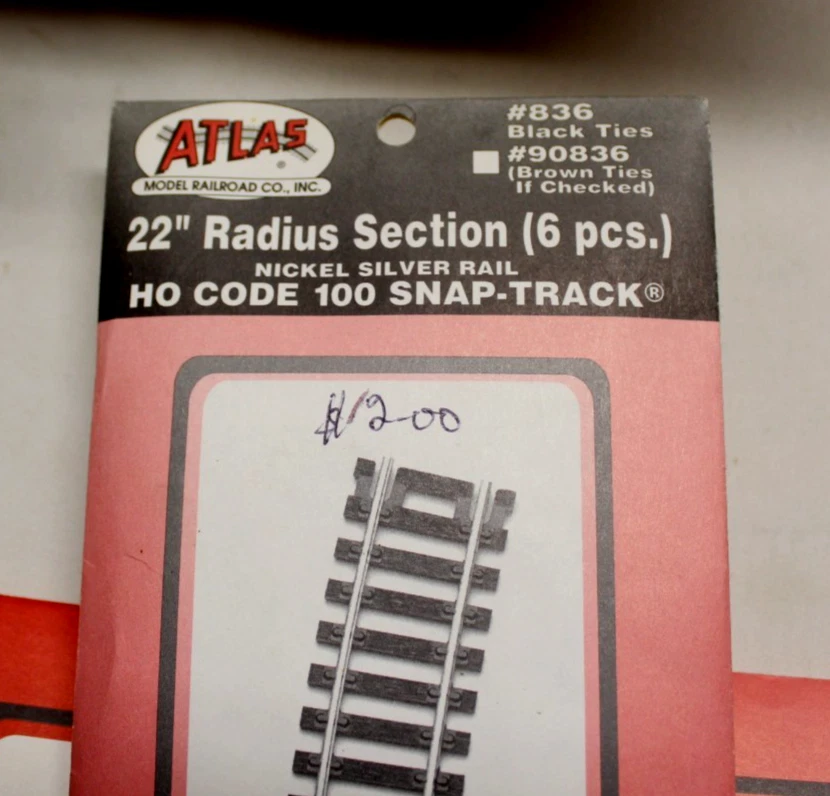 ATLAS
MODEL RAILROAD CO., INC.
#836
Black Ties
#90836
(Brown Ties
If Checked)
22" Radius Section (6 pcs.)
NICKEL SILVER RAIL
HO CODE 100 SNAP-TRACK®
$12.00